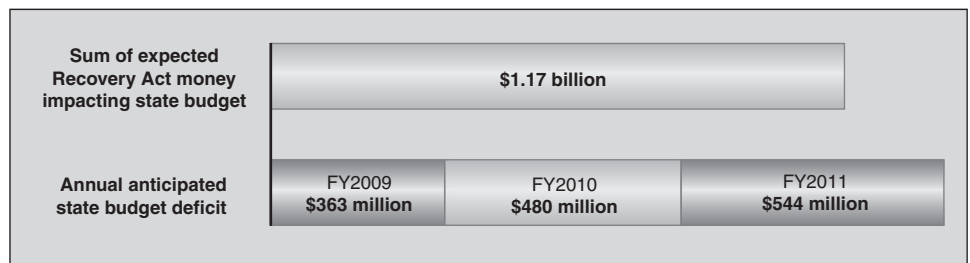 Sum of expected
Recovery Act money
impacting state budget
$1.17 billion
Annual anticipated
state budget deficit
FY2009
$363 million
FY2010
$480 million
FY2011
$544 million